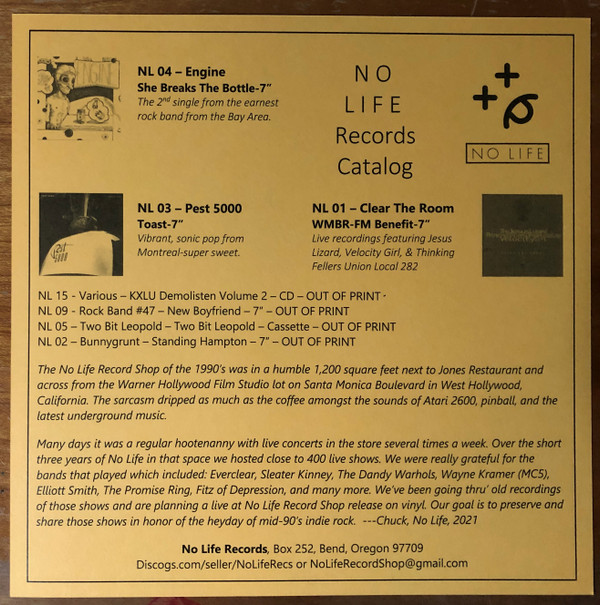 NL 04 – Engine
She Breaks The Bottle-7”
The 2nd single from the earnest
rock band from the Bay Area.
NO
LIFE
Records
Catalog
NO LIFE
NL 03 – Pest 5000
Toast-7”
Vibrant, sonic pop from
Montreal-super sweet.
NL 01 – Clear The Room
WMBR-FM Benefit-7”
Live recordings featuring Jesus
Lizard, Velocity Girl, & Thinking
Fellers Union Local 282
NL 15 - Various – KXLU Demolisten Volume 2 – CD – OUT OF PRINT -
NL 09 - Rock Band #47 – New Boyfriend – 7” – OUT OF PRINT
NL 05 – Two Bit Leopold – Two Bit Leopold – Cassette – OUT OF PRINT
NL 02 – Bunnygrunt – Standing Hampton – 7” – OUT OF PRINT
The No Life Record Shop of the 1990’s was in a humble 1,200 square feet next to Jones Restaurant and
across from the Warner Hollywood Film Studio lot on Santa Monica Boulevard in West Hollywood,
California. The sarcasm dripped as much as the coffee amongst the sounds of Atari 2600, pinball, and the
latest underground music.
Many days it was a regular hootenanny with live concerts in the store several times a week. Over the short
three years of No Life in that space we hosted close to 400 live shows. We were really grateful for the
bands that played which included: Everclear, Sleater Kinney, The Dandy Warhols, Wayne Kramer (MC5),
Elliott Smith, The Promise Ring, Fitz of Depression, and many more. We’ve been going thru’ old recordings
of those shows and are planning a live at No Life Record Shop release on vinyl. Our goal is to preserve and
share those shows in honor of the heyday of mid-90’s indie rock. ---Chuck, No Life, 2021
No Life Records, Box 252, Bend, Oregon 97709
Discogs.com/seller/NoLifeRecs or NoLifeRecordShop@gmail.com